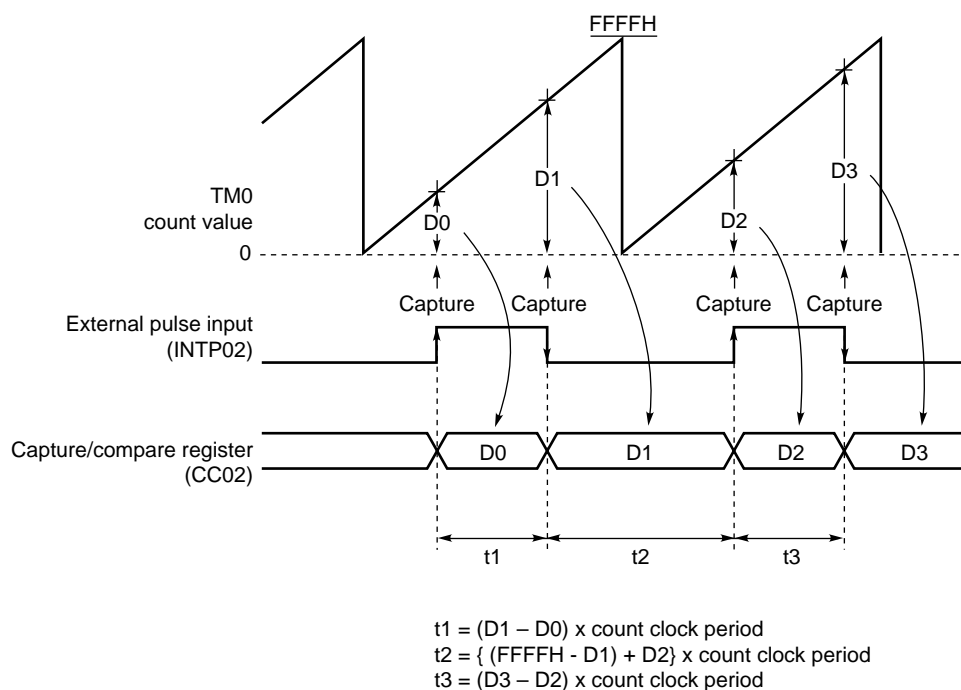 FFFFH
TM0
count value
0
D0
D1
D2
D3
Capture
Capture
Capture
Capture
External pulse input
(INTP02)
Capture/compare register
(CC02)
D0
D1
D2
D3
t1
t2
t3
t1 = (D1 – D0) x count clock period
t2 = { (FFFFH - D1) + D2} x count clock period
t3 = (D3 – D2) x count clock period